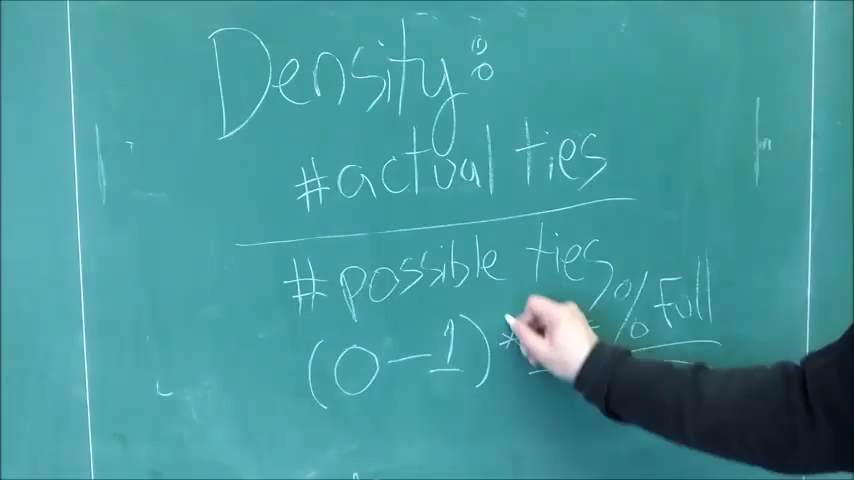 Density:
#actual ties
#possible ties
(0-1)* % Full